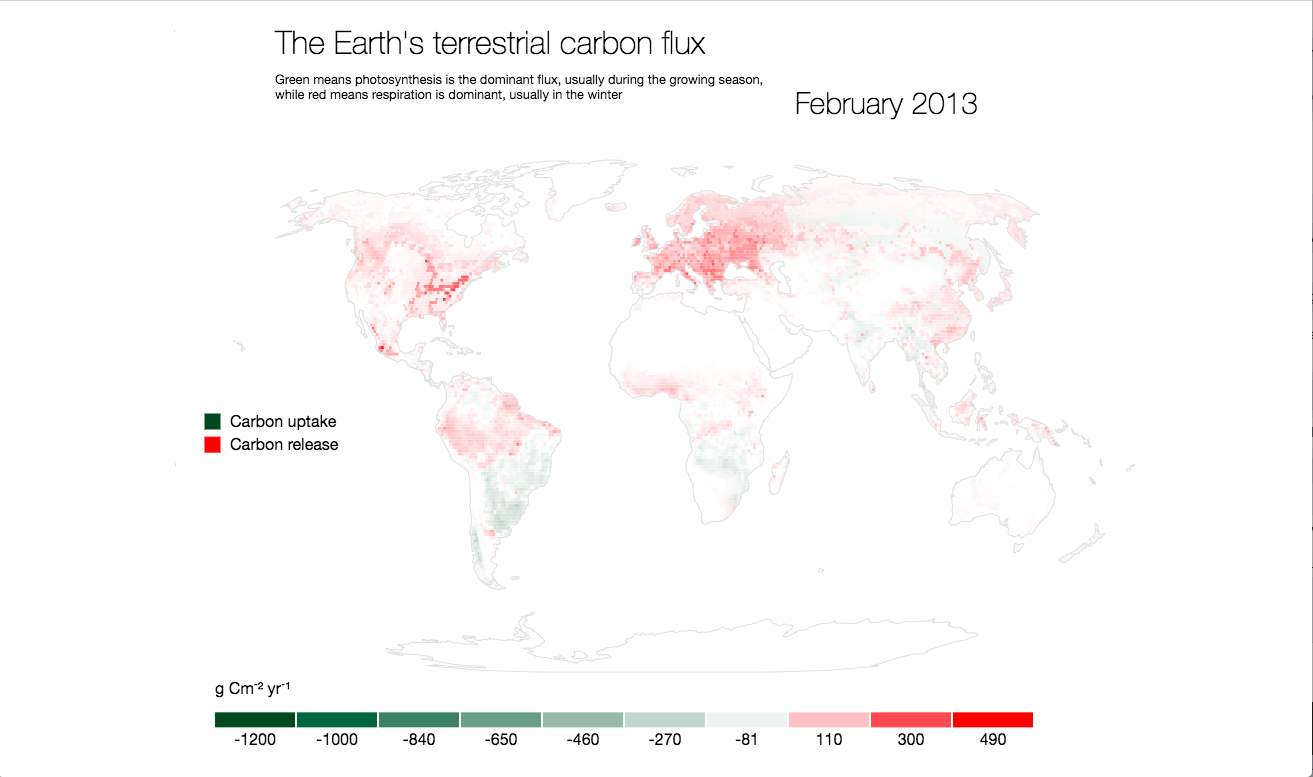 The Earth's terrestrial carbon flux
Green means photosynthesis is the dominant flux, usually during the growing season,
while red means respiration is dominant, usually in the winter
February 2013
Carbon uptake
Carbon release
g Cm⁻² yr⁻¹
-1200 -1000 -840 -650 -460 -270 -81 110 300 490